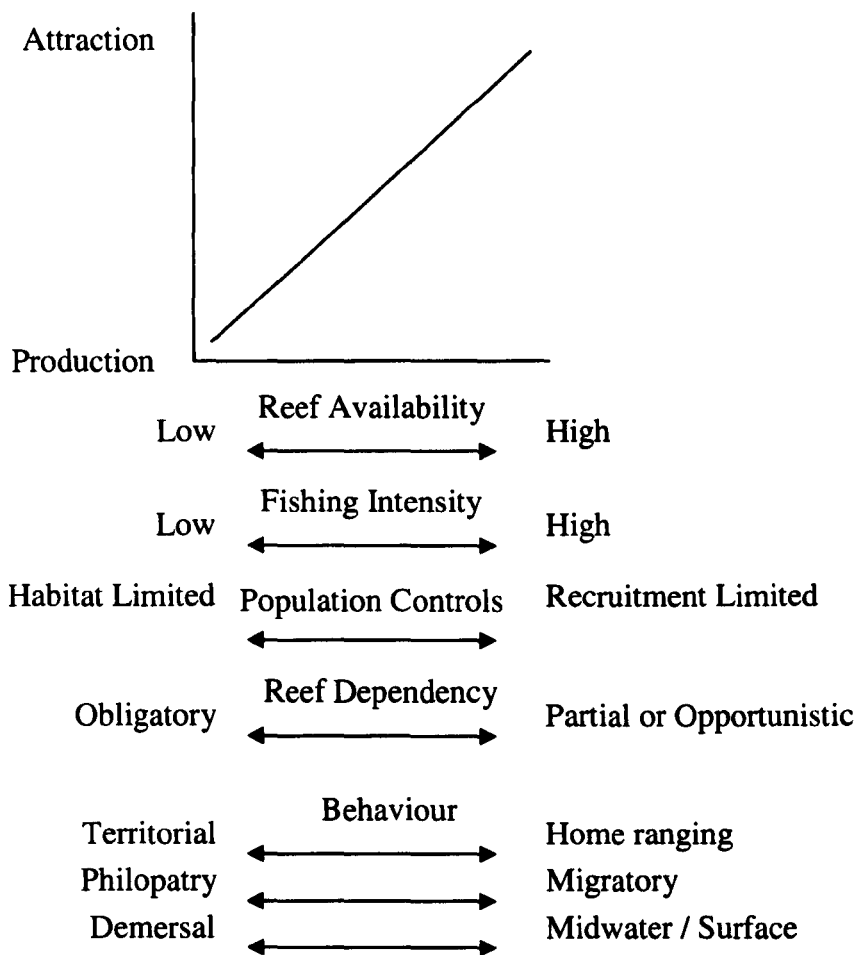 Attraction
Production
Reef Availability
Low High
Fishing Intensity
Low High
Habitat Limited Population Controls Recruitment Limited
Reef Dependency
Obligatory Partial or Opportunistic
Behaviour
Territorial Home ranging
Philopatry Migratory
Demersal Midwater / Surface